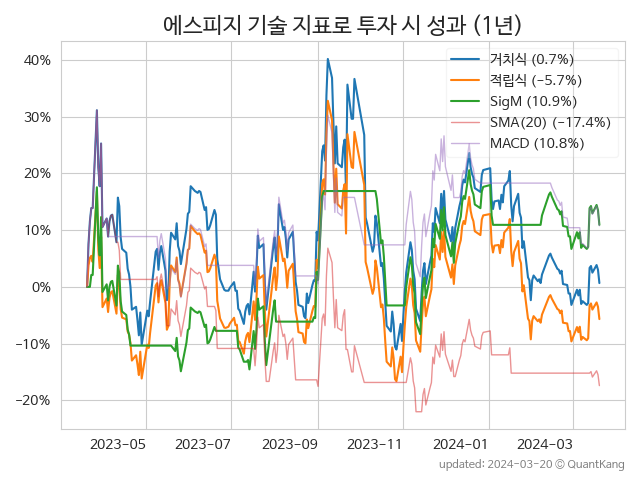 에스피지 기술 지표로 투자 시 성과 (1년)
거치식 (0.7%)
적립식 (−5.7%)
SigM (10.9%)
SMA(20) (−17.4%)
MACD (10.8%)
40%
30%
20%
10%
0%
−10%
−20%
2023-05
2023-07
2023-09
2023-11
2024-01
2024-03
updated: 2024-03-20 © QuantKang